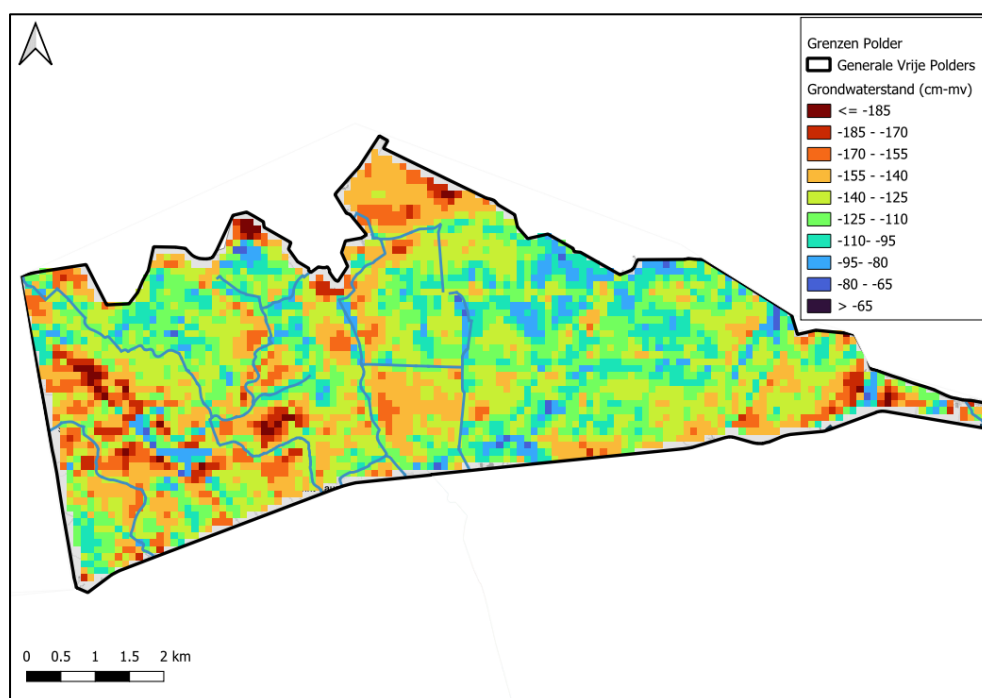 Grenzen Polder
Generale Vrije Polders
Grondwaterstand (cm-mv)
<= -185
-185 - -170
-170 - -155
-155 - -140
-140 - -125
-125 - -110
-110- -95
-95- -80
-80 - -65
> -65
0 0.5 1 1.5 2 km